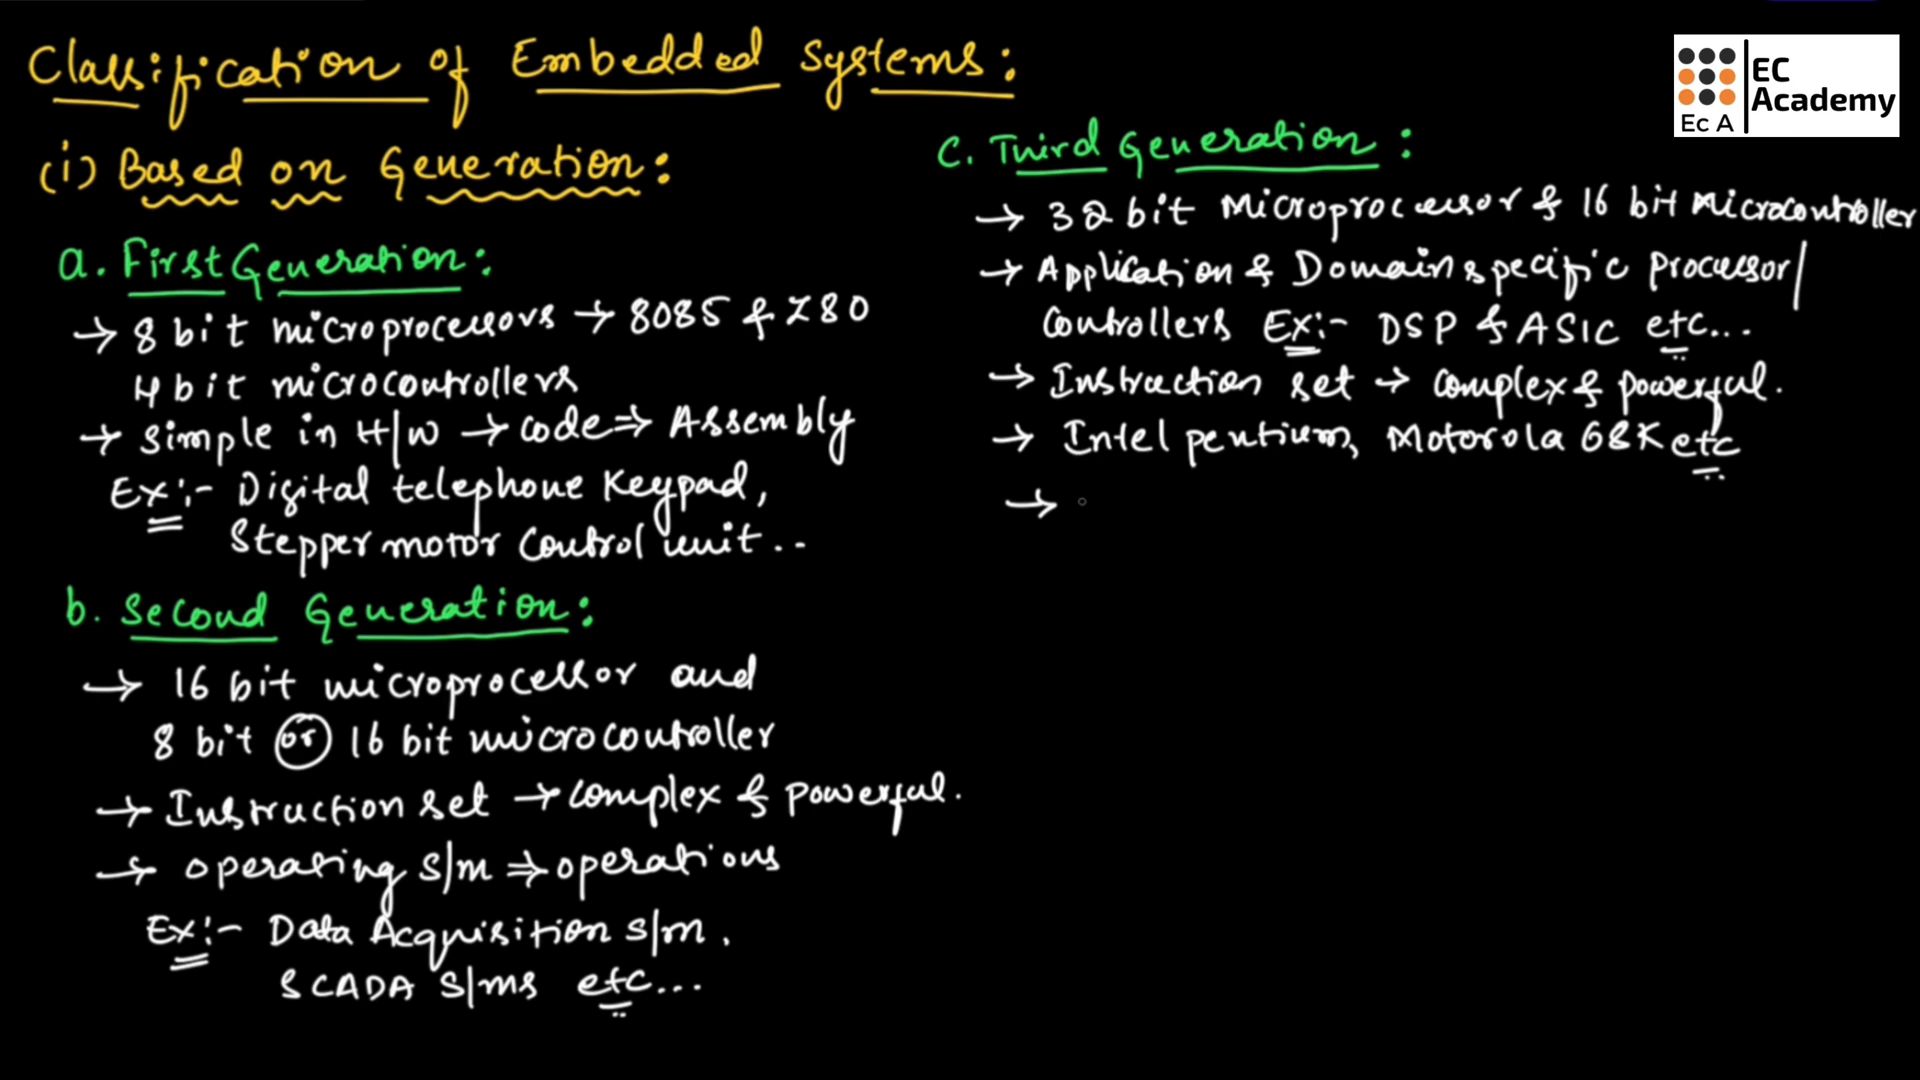 Classification of Embedded Systems:
(i) Based on Generation:
a. First Generation:
→ 8 bit microprocessors → 8085 & Z80
4 bit microcontrollers
→ Simple in H/W → code ⇒ Assembly
Ex:- Digital telephone Keypad,
Stepper motor Control unit..
b. Second Generation:
→ 16 bit microprocessor and
8 bit or 16 bit microcontroller
→ Instruction set → complex & powerful.
→ operating s/m ⇒ operations
Ex:- Data Acquisition s/m,
SCADA s/ms etc...
c. Third Generation:
→ 32 bit Microprocessor & 16 bit Microcontroller
→ Application & Domain specific processor/
Controllers Ex:- DSP & ASIC etc...
→ Instruction set → Complex & powerful.
→ Intel pentium, Motorola 68K etc
→
EC
Academy
Ec A